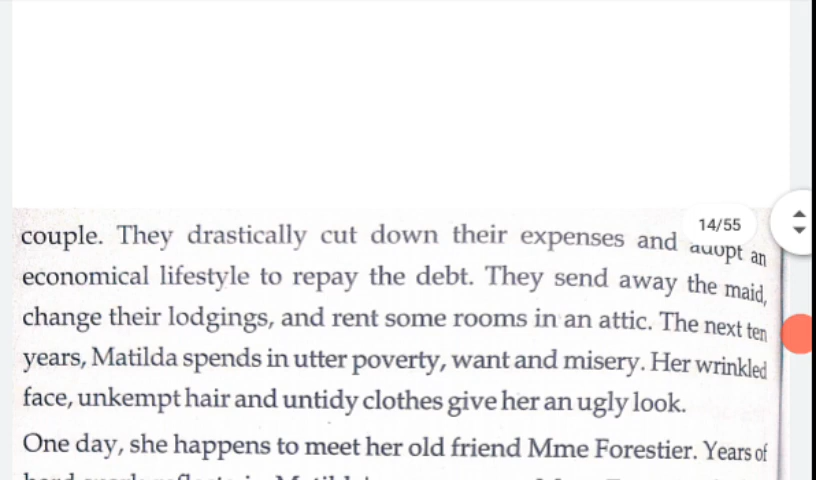 14/55
couple. They drastically cut down their expenses and adopt an
economical lifestyle to repay the debt. They send away the maid,
change their lodgings, and rent some rooms in an attic. The next ten
years, Matilda spends in utter poverty, want and misery. Her wrinkled
face, unkempt hair and untidy clothes give her an ugly look.
One day, she happens to meet her old friend Mme Forestier. Years of